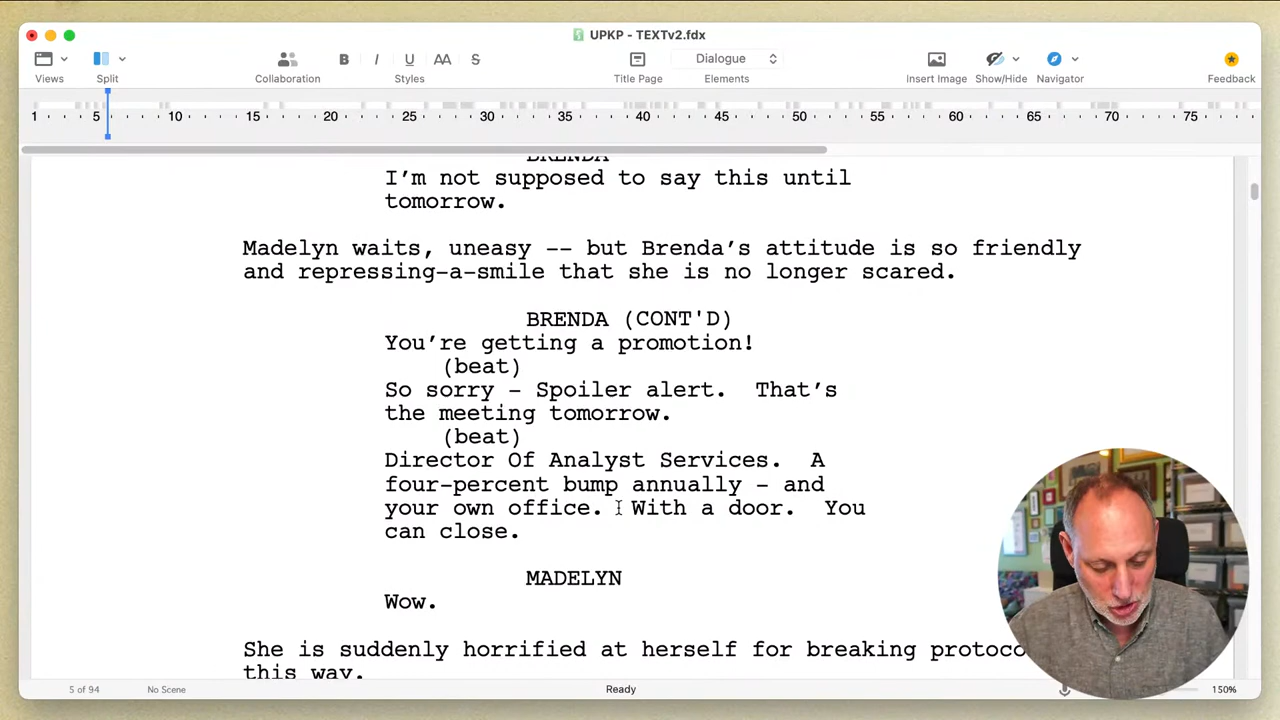 UPKP - TEXTv2.fdx
Views
Split
Collaboration
B I U AA S
Styles
Title Page
Dialogue
Elements
Insert Image
Show/Hide
Navigator
Feedback
1 5 10 15 20 25 30 35 40 45 50 55 60 65 70 75
BRENDA
I’m not supposed to say this until
tomorrow.
Madelyn waits, uneasy -- but Brenda’s attitude is so friendly
and repressing-a-smile that she is no longer scared.
BRENDA (CONT'D)
You’re getting a promotion!
(beat)
So sorry – Spoiler alert.  That’s
the meeting tomorrow.
(beat)
Director Of Analyst Services.  A
four-percent bump annually – and
your own office.  With a door.  You
can close.
MADELYN
Wow.
She is suddenly horrified at herself for breaking
this way.
5 of 94
No Scene
Ready
150%